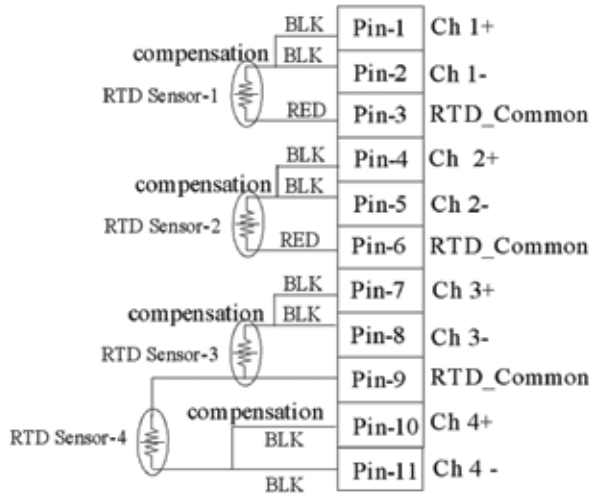 BLK Pin-1 Ch 1+
compensation BLK Pin-2 Ch 1-
RTD Sensor-1
RED Pin-3 RTD_Common
BLK Pin-4 Ch 2+
compensation BLK Pin-5 Ch 2-
RTD Sensor-2
RED Pin-6 RTD_Common
BLK Pin-7 Ch 3+
compensation BLK Pin-8 Ch 3-
RTD Sensor-3
Pin-9 RTD_Common
compensation Pin-10 Ch 4+
RTD Sensor-4 BLK
BLK Pin-11 Ch 4 -